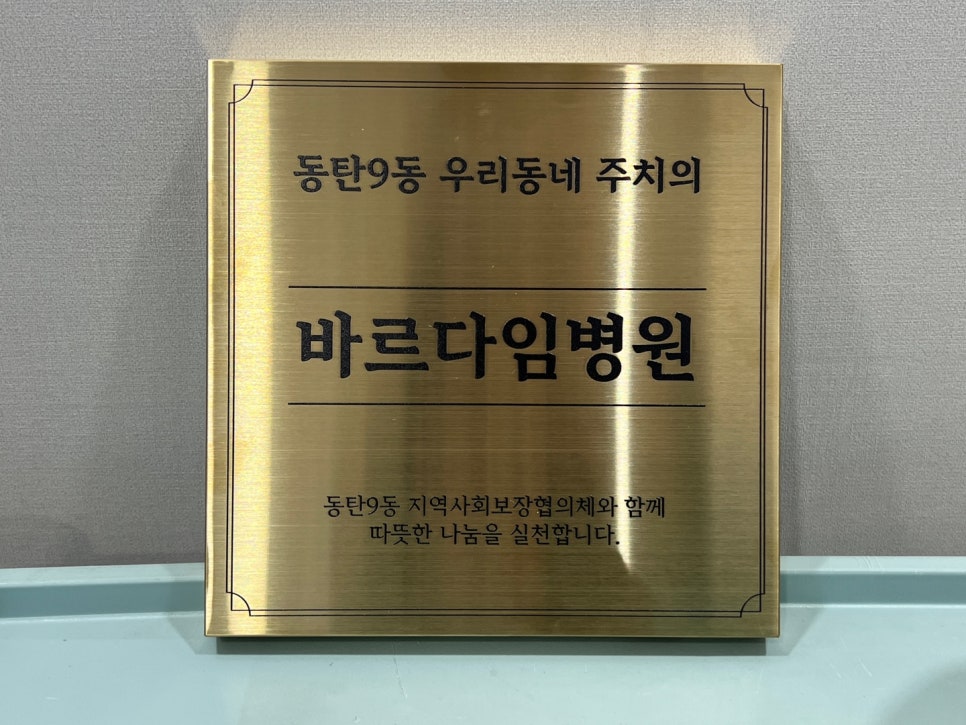 동탄9동 우리동네 주치의
바르다임병원
동탄9동 지역사회보장협의체와 함께
따뜻한 나눔을 실천합니다.